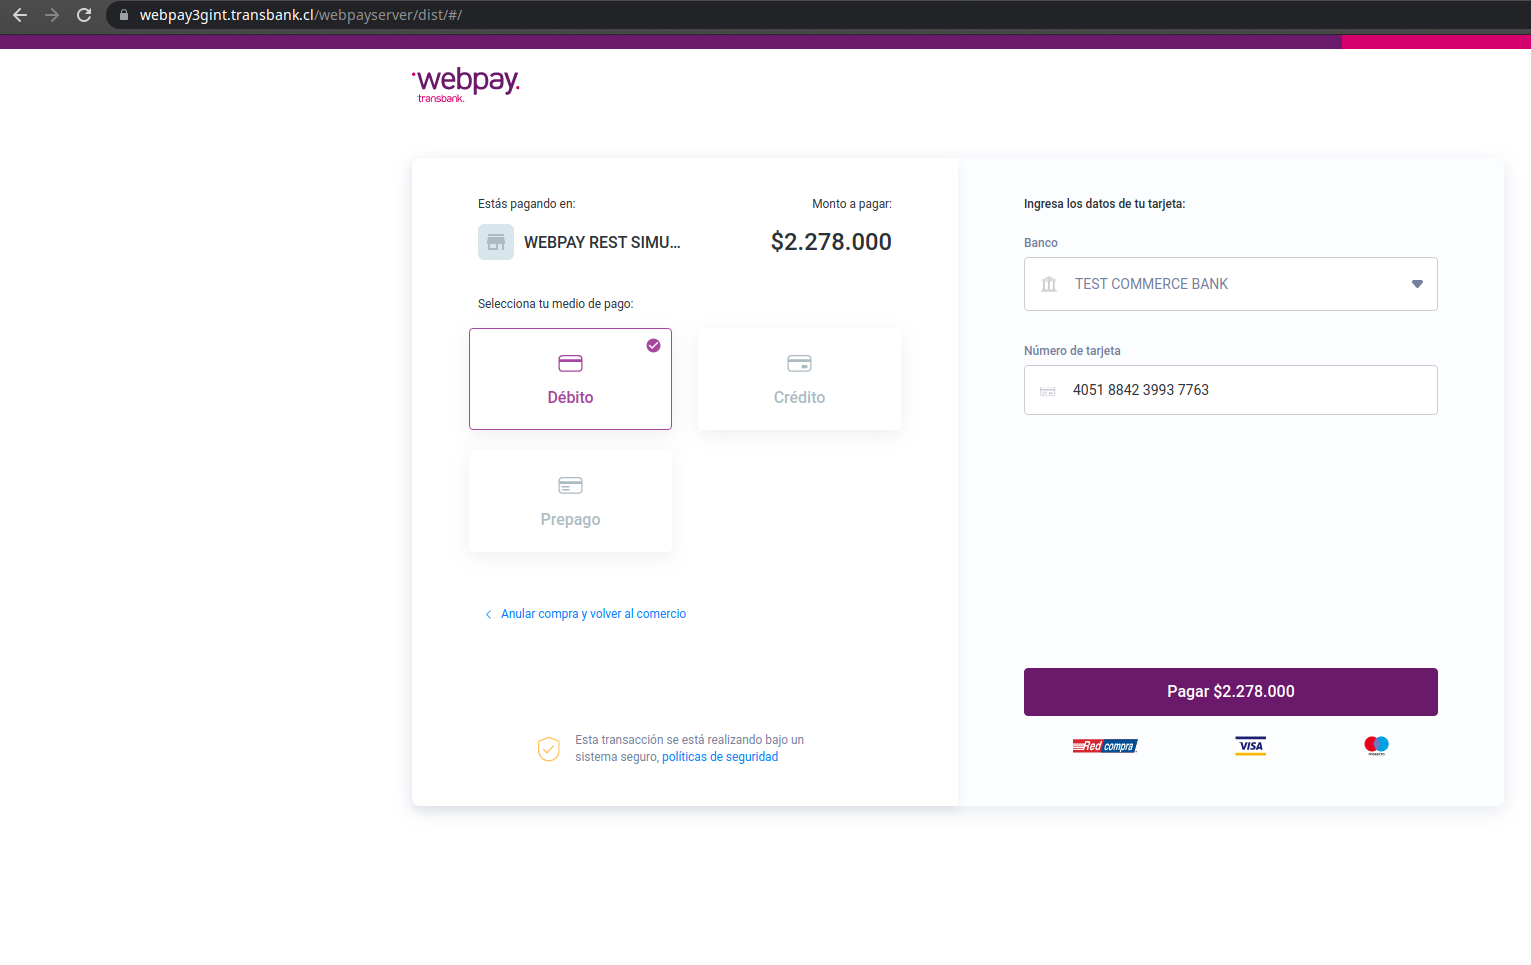 webpay3gint.transbank.cl/webpayserver/dist/#/
webpay.
transbank.
Estás pagando en:
Monto a pagar:
WEBPAY REST SIMU...
$2.278.000
Selecciona tu medio de pago:
Débito
Crédito
Prepago
Anular compra y volver al comercio
Esta transacción se está realizando bajo un
sistema seguro, políticas de seguridad
Ingresa los datos de tu tarjeta:
Banco
TEST COMMERCE BANK
Número de tarjeta
4051 8842 3993 7763
Pagar $2.278.000
Red compra
VISA
maestro